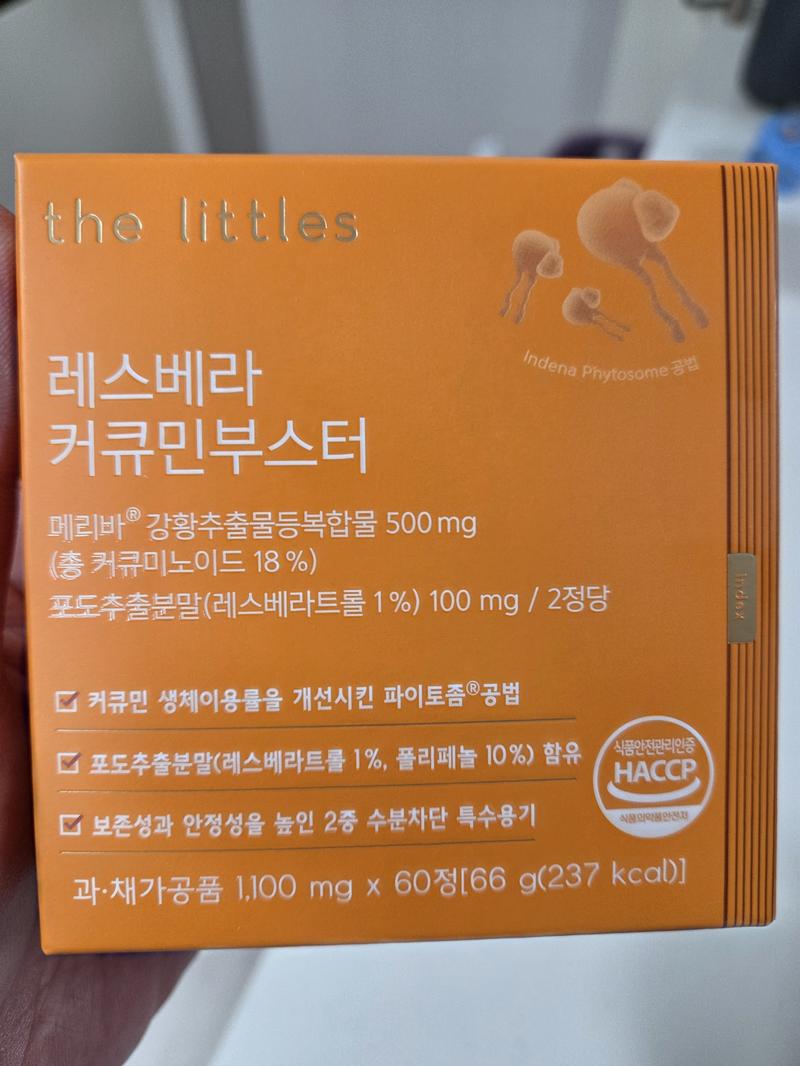 the littles
Indena Phytosome 공법
레스베라
커큐민부스터
메리바® 강황추출물등복합물 500 mg
(총 커큐미노이드 18 %)
포도추출분말(레스베라트롤 1 %) 100 mg / 2정당
Index
커큐민 생체이용률을 개선시킨 파이토좀®공법
포도추출분말(레스베라트롤 1%, 폴리페놀 10%) 함유
보존성과 안정성을 높인 2중 수분차단 특수용기
식품안전관리인증
HACCP
식품의약품안전처
과·채가공품 1,100 mg x 60정[66 g(237 kcal)]